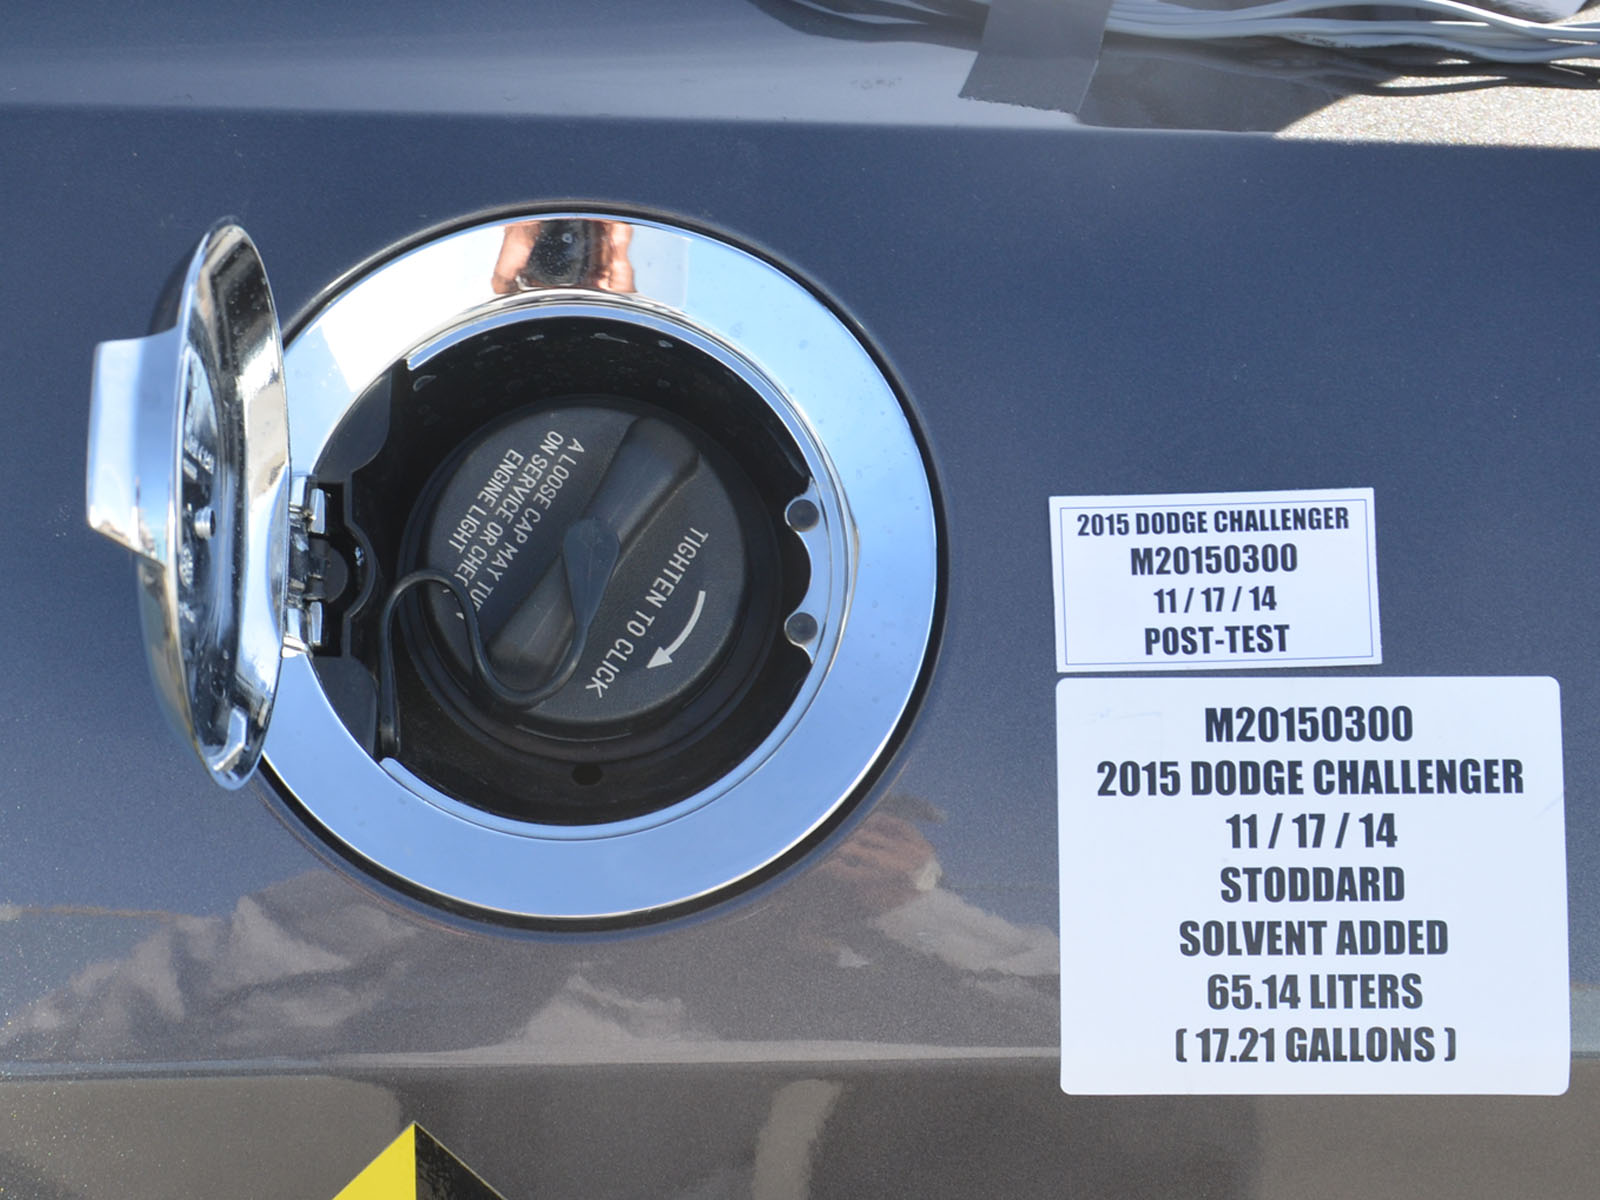 A LOOSE CAP MAY TU
ON SERVICE OR CHEC
ENGINE LIGHT
TIGHTEN TO CLICK
2015 DODGE CHALLENGER
M20150300
11 / 17 / 14
POST-TEST
M20150300
2015 DODGE CHALLENGER
11 / 17 / 14
STODDARD
SOLVENT ADDED
65.14 LITERS
( 17.21 GALLONS )